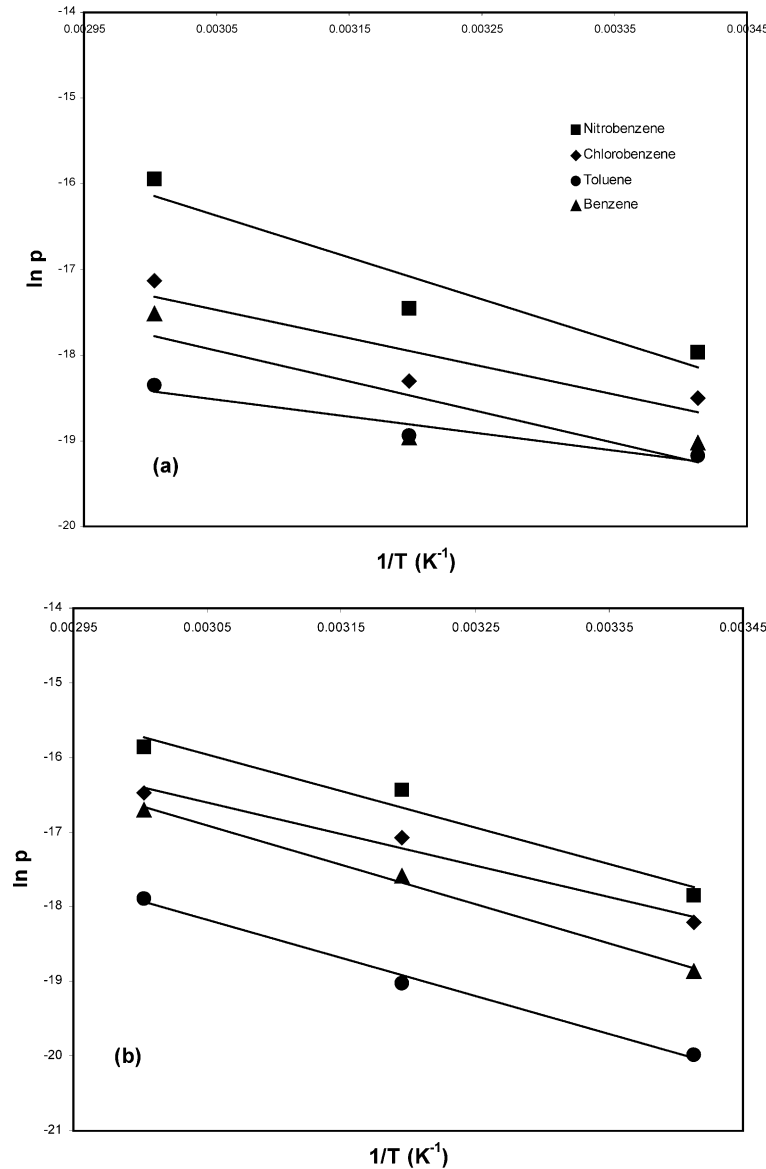 -14
0.00295 0.00305 0.00315 0.00325 0.00335 0.00345
-15
Nitrobenzene
Chlorobenzene
Toluene
Benzene
-16
ln p
-17
-18
-19
(a)
-20
1/T (K⁻¹)
-14
0.00295 0.00305 0.00315 0.00325 0.00335 0.00345
-15
-16
-17
ln p
-18
-19
-20
(b)
-21
1/T (K⁻¹)